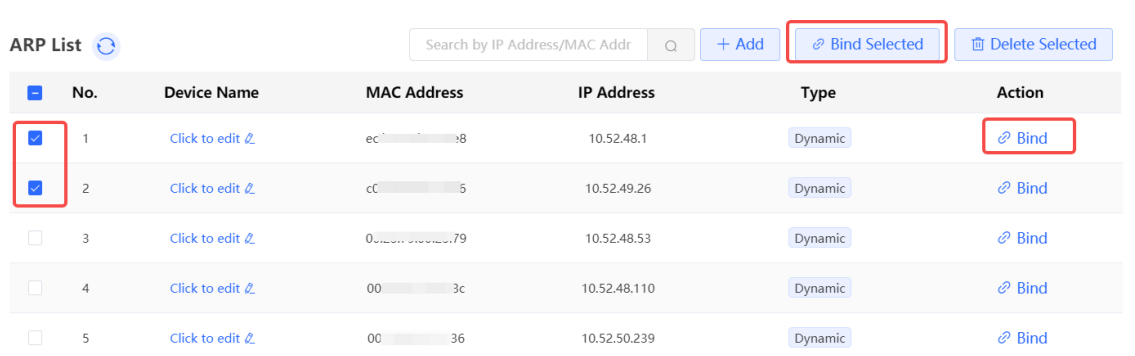 ARP List Search by IP Address/MAC Addr + Add Bind Selected Delete Selected
No. Device Name MAC Address IP Address Type Action
1 Click to edit 10.52.48.1 Dynamic Bind
2 Click to edit 10.52.49.26 Dynamic Bind
3 Click to edit 10.52.48.53 Dynamic Bind
4 Click to edit 10.52.48.110 Dynamic Bind
5 Click to edit 10.52.50.239 Dynamic Bind